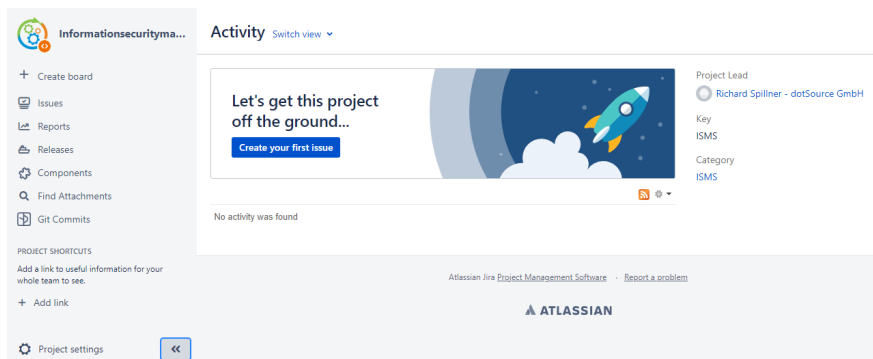 Informationsecurityma...
Create board
Issues
Reports
Releases
Components
Find Attachments
Git Commits
PROJECT SHORTCUTS
Add a link to useful information for your
whole team to see.
Add link
Project settings
Activity Switch view
Let's get this project
off the ground...
Create your first issue
No activity was found
Project Lead
Richard Spillner - dotSource GmbH
Key
ISMS
Category
ISMS
Atlassian Jira Project Management Software · Report a problem
ATLASSIAN